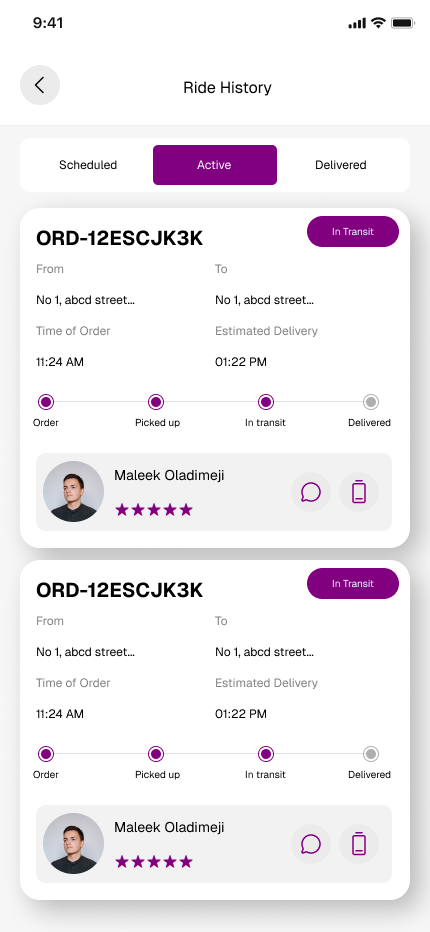 9:41
Ride History
Scheduled Active Delivered
ORD-12ESCJK3K In Transit
From To
No 1, abcd street... No 1, abcd street...
Time of Order Estimated Delivery
11:24 AM 01:22 PM
Order Picked up In transit Delivered
Maleek Oladimeji
ORD-12ESCJK3K In Transit
From To
No 1, abcd street... No 1, abcd street...
Time of Order Estimated Delivery
11:24 AM 01:22 PM
Order Picked up In transit Delivered
Maleek Oladimeji